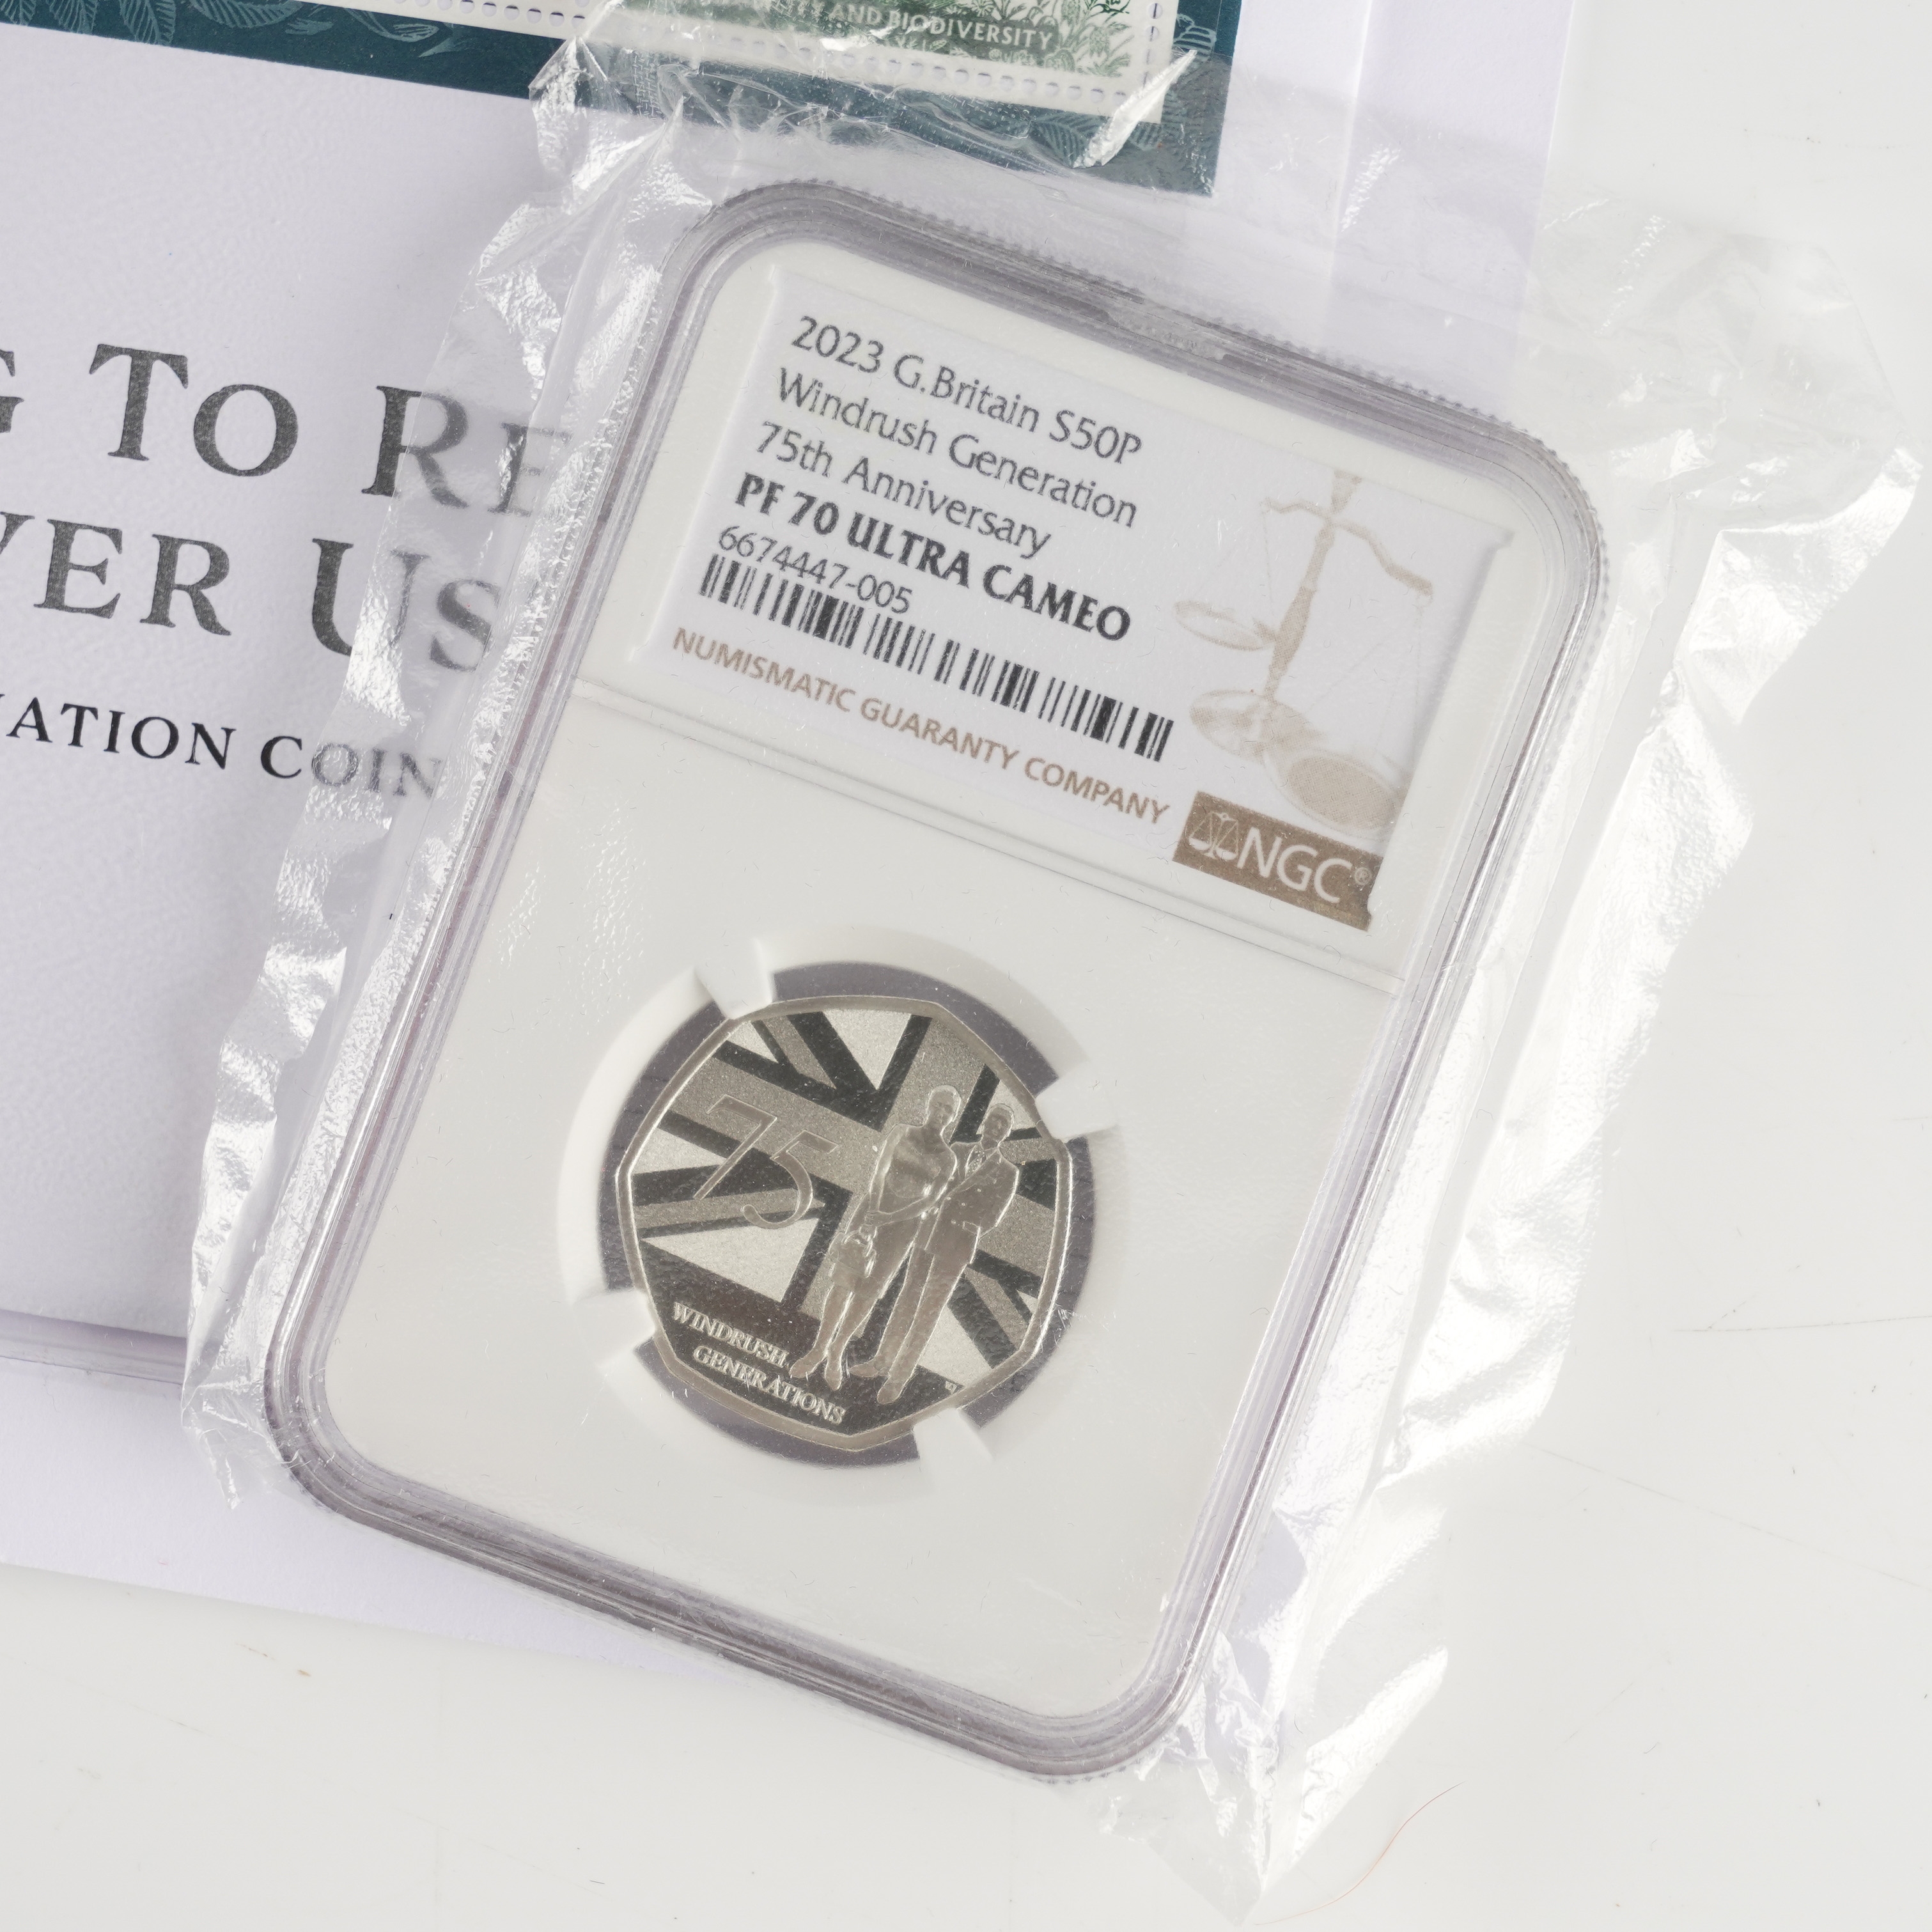 AND BIODIVERSITY
G TO RE
VER US
VATION COIN
2023 G.Britain S50P
Windrush Generation
75th Anniversary
PF 70 ULTRA CAMEO
6674447-005
NUMISMATIC GUARANTY COMPANY
NGC®
75
WINDRUSH
GENERATIONS